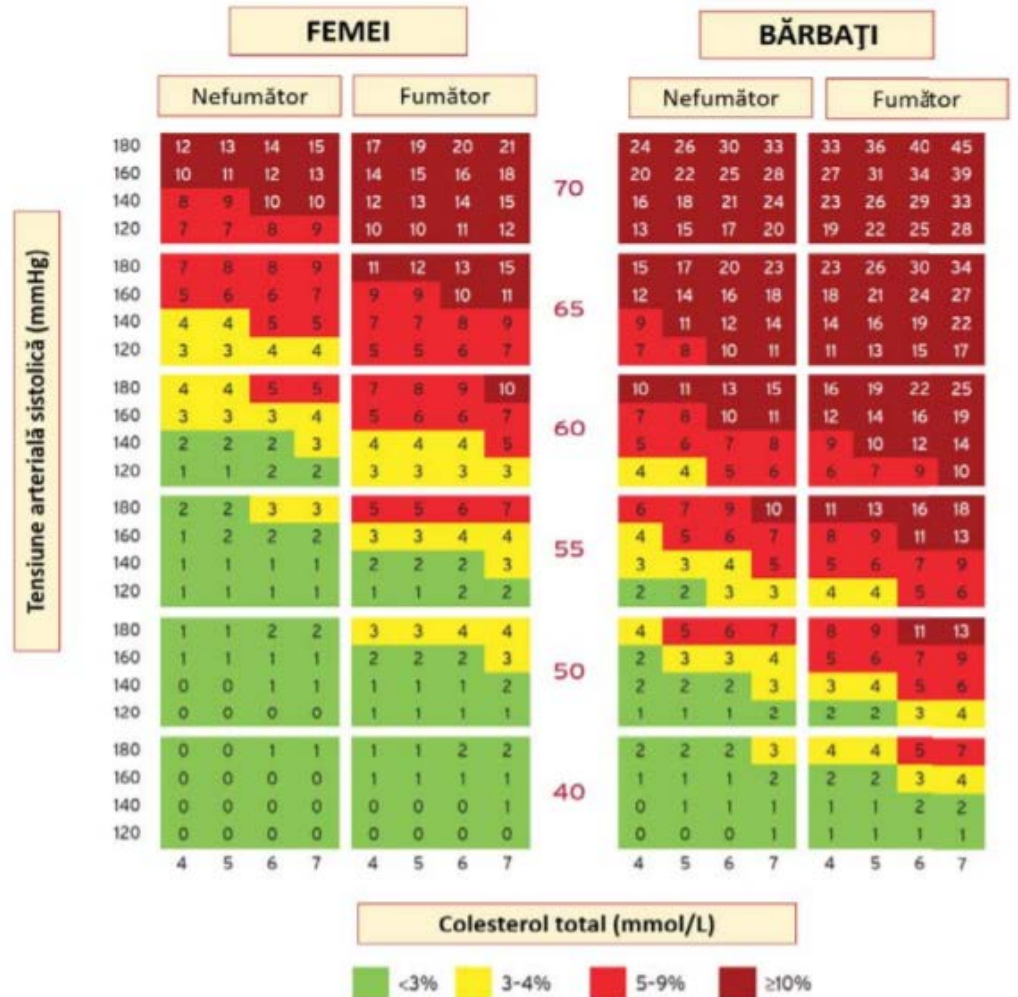 FEMEI BĂRBAŢI
Nefumător Fumător Nefumător Fumător
Tensiune arterială sistolică (mmHg)
180 12 13 14 15 17 19 20 21 24 26 30 33 33 36 40 45
160 10 11 12 13 14 15 16 18 20 22 25 28 27 31 34 39
70
140 8 9 10 10 12 13 14 15 16 18 21 24 23 26 29 33
120 7 7 8 9 10 10 11 12 13 15 17 20 19 22 25 28
180 7 8 8 9 11 12 13 15 15 17 20 23 23 26 30 34
160 5 6 6 7 9 9 10 11 12 14 16 18 18 21 24 27
65
140 4 4 5 5 7 7 8 9 9 11 12 14 14 16 19 22
120 3 3 4 4 5 5 6 7 7 8 10 11 11 13 15 17
180 4 4 5 5 7 8 9 10 10 11 13 15 16 19 22 25
160 3 3 3 4 5 6 6 7 7 8 10 11 12 14 16 19
60
140 2 2 2 3 4 4 4 5 5 6 7 8 9 10 12 14
120 1 1 2 2 3 3 3 3 4 4 5 6 6 7 9 10
180 2 2 3 3 5 5 6 7 6 7 9 10 11 13 16 18
160 1 2 2 2 3 3 4 4 4 5 6 7 8 9 11 13
55
140 1 1 1 1 2 2 2 3 3 3 4 5 5 6 7 9
120 1 1 1 1 1 1 2 2 2 2 3 3 4 4 5 6
180 1 1 2 2 3 3 4 4 4 5 6 7 8 9 11 13
160 1 1 1 1 2 2 2 3 2 3 3 4 5 6 7 9
50
140 0 0 1 1 1 1 1 2 2 2 2 3 3 4 5 6
120 0 0 0 0 1 1 1 1 1 1 1 2 2 2 3 4
180 0 0 1 1 1 1 2 2 2 2 2 3 4 4 5 7
160 0 0 0 0 1 1 1 1 1 1 1 2 2 2 3 4
40
140 0 0 0 0 0 0 0 1 0 1 1 1 1 1 2 2
120 0 0 0 0 0 0 0 0 0 0 0 1 1 1 1 1
4 5 6 7 4 5 6 7 4 5 6 7 4 5 6 7
Colesterol total (mmol/L)
<3% 3-4% 5-9% ≥10%